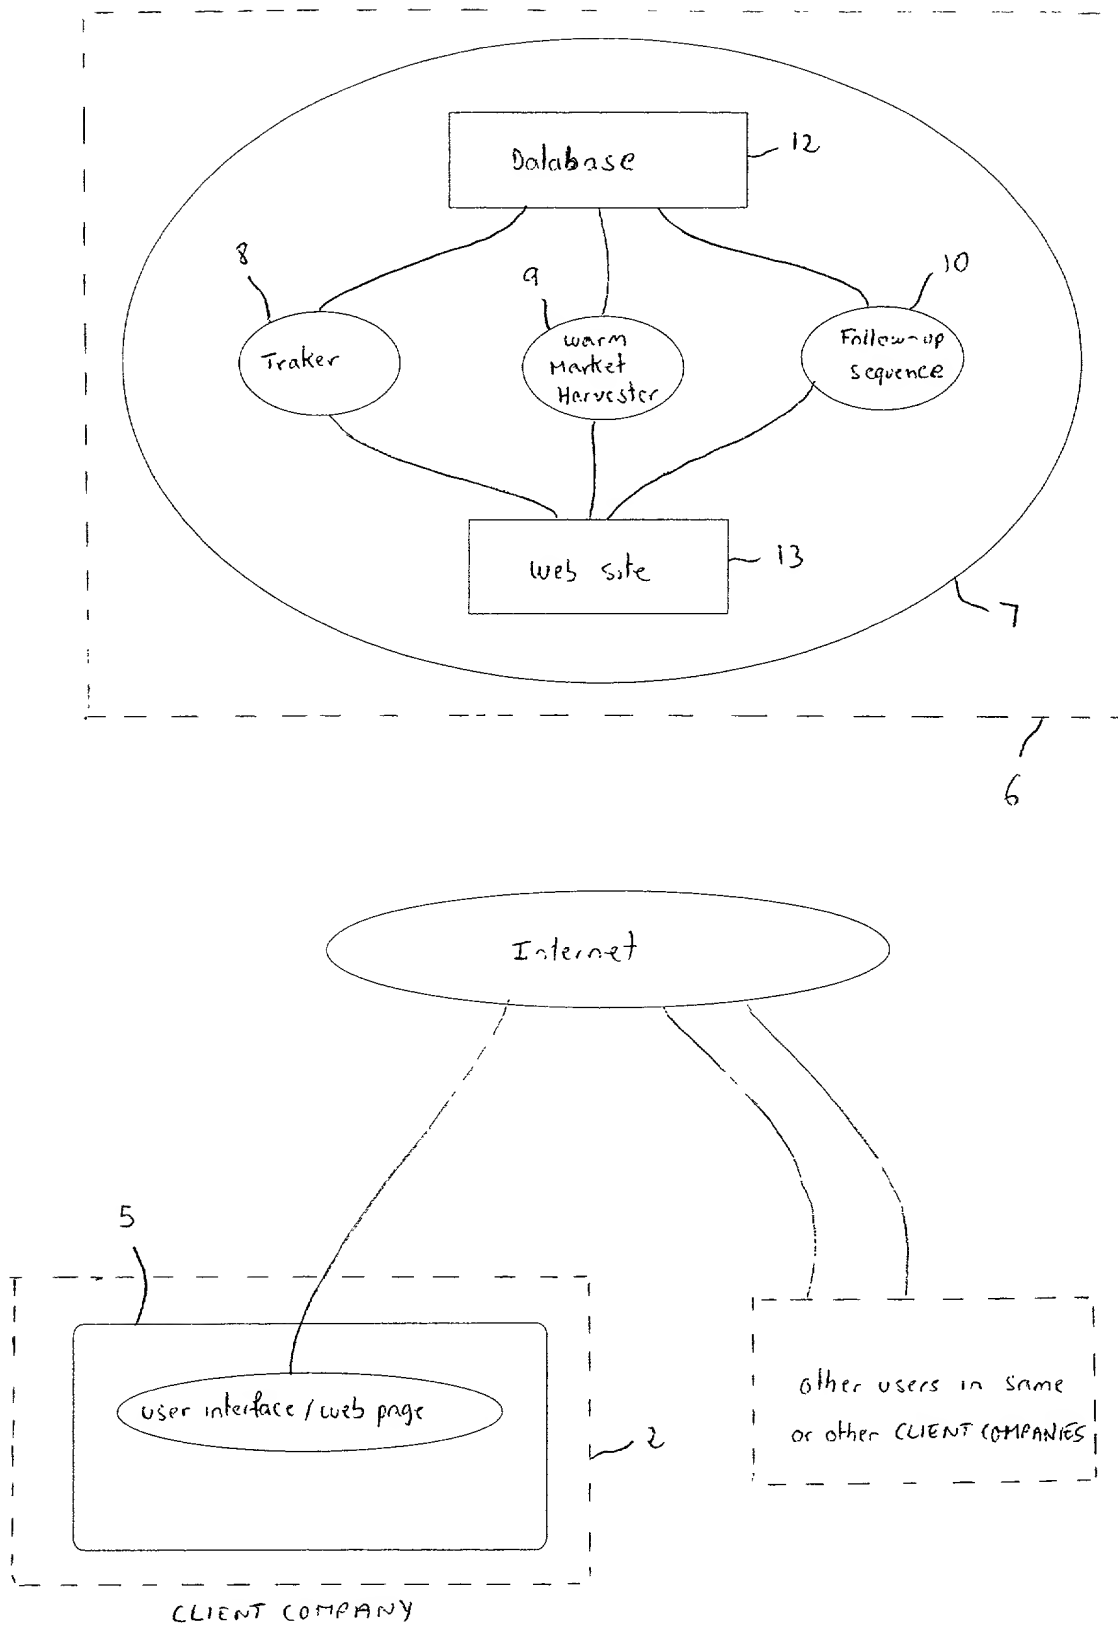 Database
12
8
9
10
Traker
Warm
Market
Harvester
Follow-up
sequence
Web site
13
7
6
Internet
5
user interface / web page
2
other users in same
or other CLIENT COMPANIES
CLIENT COMPANY